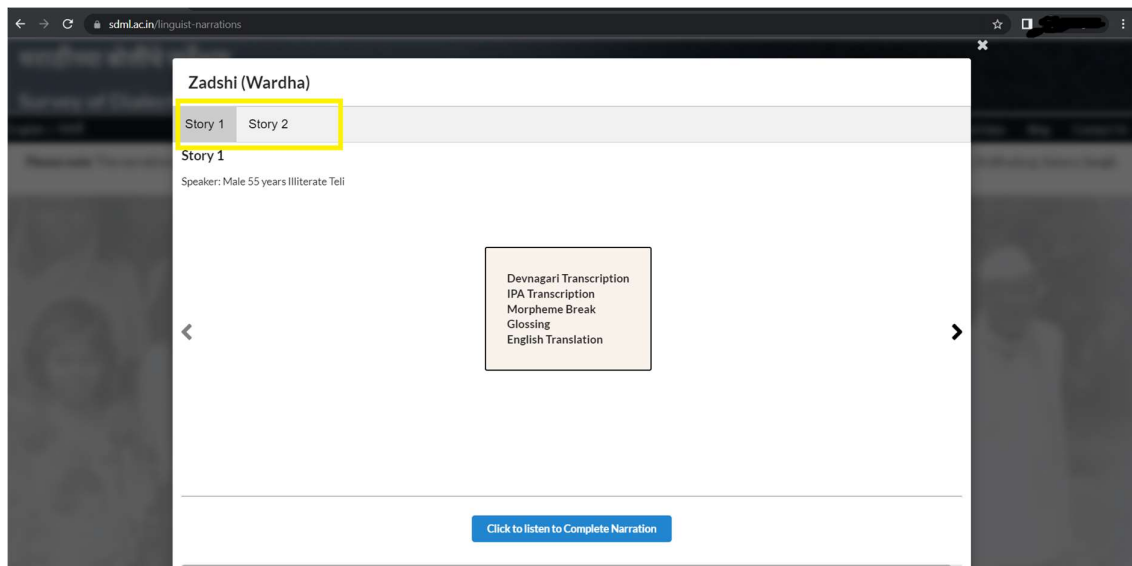 sdml.ac.in/linguist-narrations
Zadshi (Wardha)
Story 1 Story 2
Story 1
Speaker: Male 55 years Illiterate Teli
Devnagari Transcription
IPA Transcription
Morpheme Break
Glossing
English Translation
Click to listen to Complete Narration